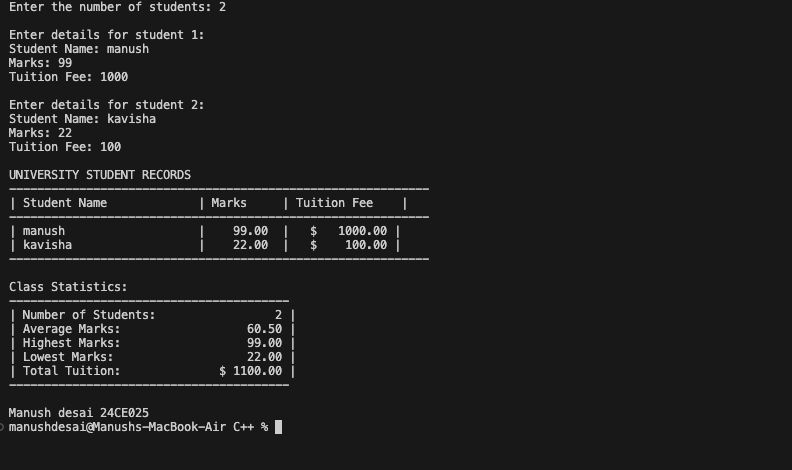 Enter the number of students: 2
Enter details for student 1:
Student Name: manush
Marks: 99
Tuition Fee: 1000
Enter details for student 2:
Student Name: kavisha
Marks: 22
Tuition Fee: 100
UNIVERSITY STUDENT RECORDS
------------------------------------------------------------
| Student Name             | Marks     | Tuition Fee    |
------------------------------------------------------------
| manush                   |    99.00  |   $   1000.00 |
| kavisha                  |    22.00  |   $    100.00 |
------------------------------------------------------------
Class Statistics:
----------------------------------------
| Number of Students:                 2 |
| Average Marks:                  60.50 |
| Highest Marks:                  99.00 |
| Lowest Marks:                   22.00 |
| Total Tuition:              $ 1100.00 |
----------------------------------------
Manush desai 24CE025
manushdesai@Manushs-MacBook-Air C++ %